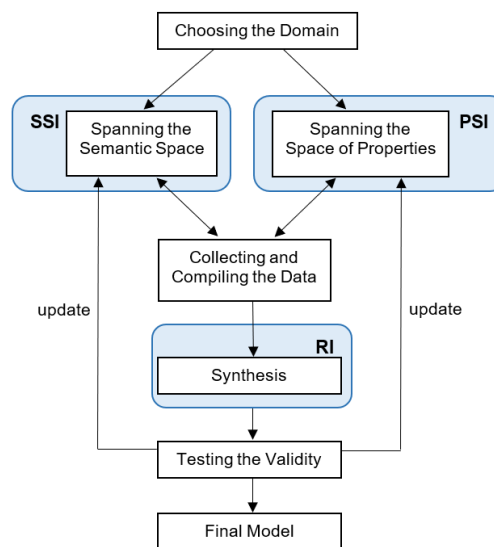 Choosing the Domain
SSI
Spanning the
Semantic Space
Spanning the
Space of Properties
PSI
Collecting and
Compiling the Data
update
update
RI
Synthesis
Testing the Validity
Final Model